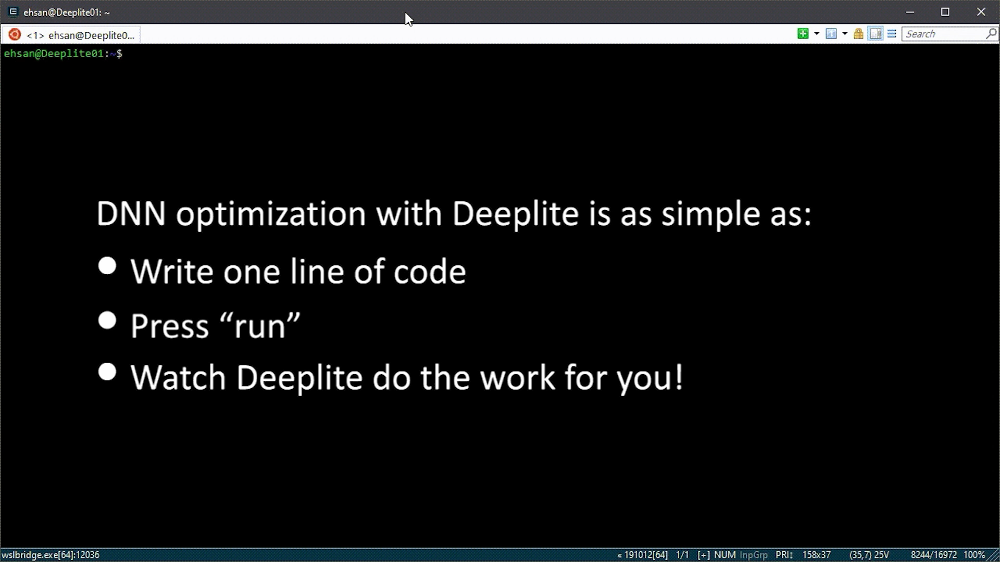 ehsan@Deeplite01: ~
<1> ehsan@Deeplite0...
Search
ehsan@Deeplite01:~$
DNN optimization with Deeplite is as simple as:
Write one line of code
Press “run”
Watch Deeplite do the work for you!
wslbridge.exe[64]:12036
« 191012[64] 1/1 [+] NUM InpGrp PRI↕ 158x37 (35,7) 25V 8244/16972 100%